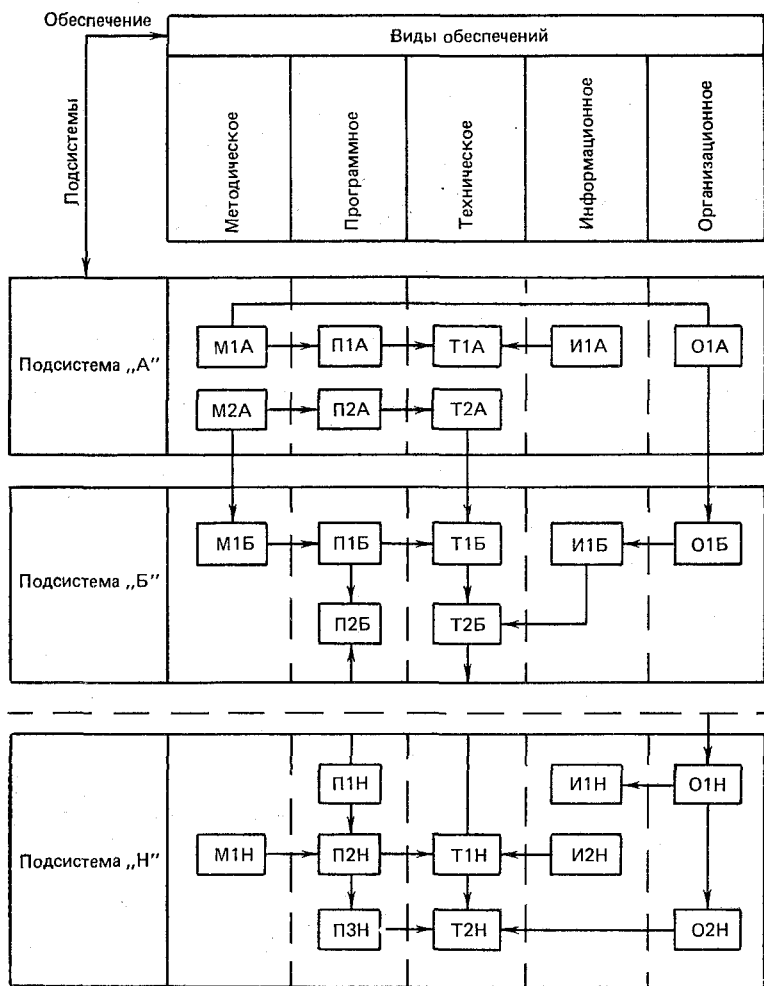 Обеспечение
Виды обеспечений
Подсистемы
Методическое
Программное
Техническое
Информационное
Организационное
Подсистема „А"
М1А П1А Т1А И1А О1А
М2А П2А Т2А
Подсистема „Б"
М1Б П1Б Т1Б И1Б О1Б
П2Б Т2Б
Подсистема „Н"
П1Н И1Н О1Н
М1Н П2Н Т1Н И2Н
П3Н Т2Н О2Н